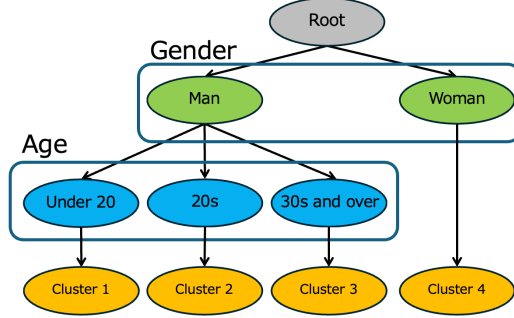 Root
Gender
Man
Woman
Age
Under 20
20s
30s and over
Cluster 1
Cluster 2
Cluster 3
Cluster 4